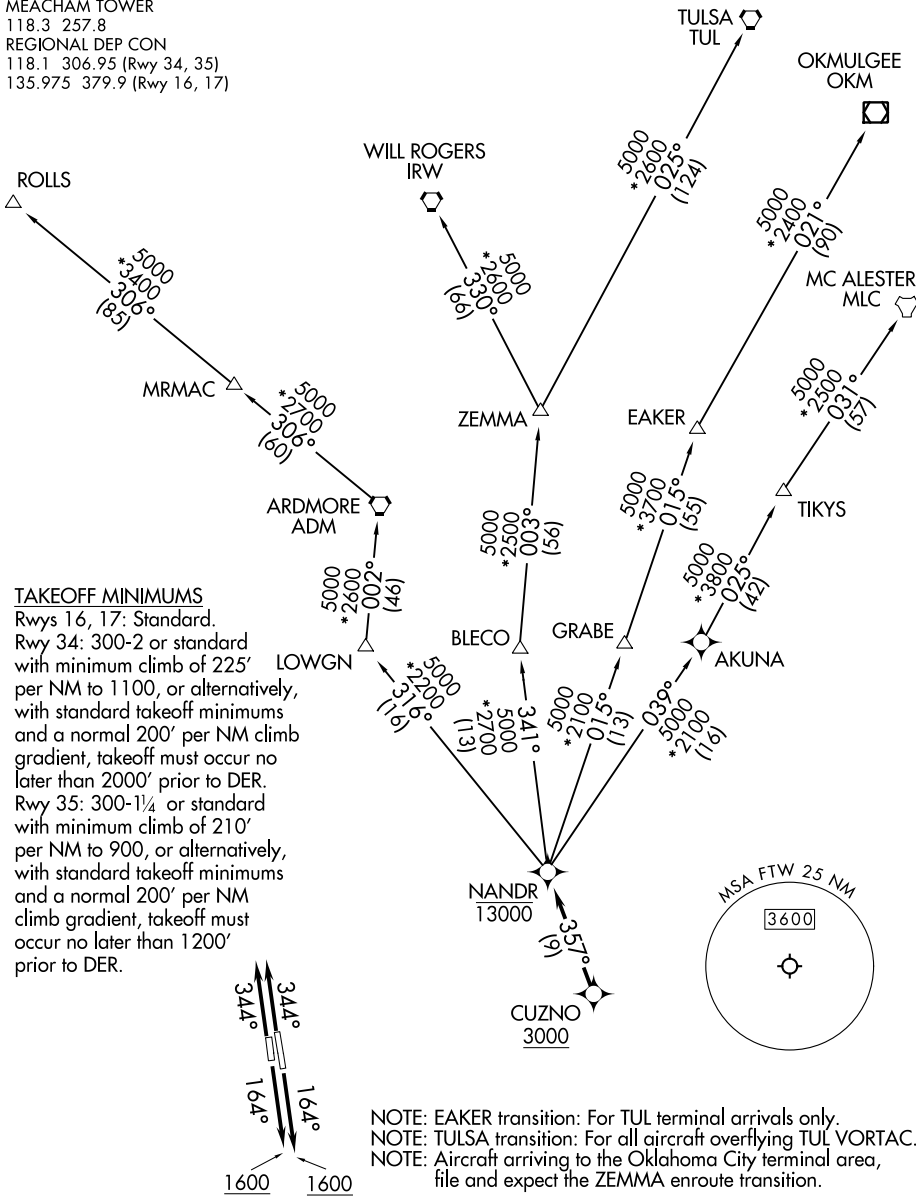 MEACHAM TOWER
118.3 257.8
REGIONAL DEP CON
118.1 306.95 (Rwy 34, 35)
135.975 379.9 (Rwy 16, 17)
TULSA
TUL
OKMULGEE
OKM
WILL ROGERS
IRW
ROLLS
5000
*2600
025°
(124)
5000
*2400
021°
(90)
5000
*3400
306°
(85)
5000
*2600
330°
(66)
MC ALESTER
MLC
MRMAC
5000
*2700
306°
(60)
ZEMMA
EAKER
5000
*2500
031°
(57)
ARDMORE
ADM
5000
*2500
003°
(56)
5000
*3700
015°
(55)
TIKYS
5000
*2600
002°
(46)
5000
*3800
025°
(42)
TAKEOFF MINIMUMS
Rwys 16, 17: Standard.
Rwy 34: 300-2 or standard
with minimum climb of 225'
per NM to 1100, or alternatively,
with standard takeoff minimums
and a normal 200' per NM climb
gradient, takeoff must occur no
later than 2000' prior to DER.
Rwy 35: 300-1¼ or standard
with minimum climb of 210'
per NM to 900, or alternatively,
with standard takeoff minimums
and a normal 200' per NM
climb gradient, takeoff must
occur no later than 1200'
prior to DER.
LOWGN
BLECO
GRABE
AKUNA
5000
*2200
316°
(16)
341°
5000
*2700
(13)
5000
*2100
015°
(13)
039°
5000
*2100
(16)
NANDR
13000
357°
(9)
CUZNO
3000
MSA FTW 25 NM
3600
344°
344°
164°
164°
1600
1600
NOTE: EAKER transition: For TUL terminal arrivals only.
NOTE: TULSA transition: For all aircraft overflying TUL VORTAC.
NOTE: Aircraft arriving to the Oklahoma City terminal area,
file and expect the ZEMMA enroute transition.